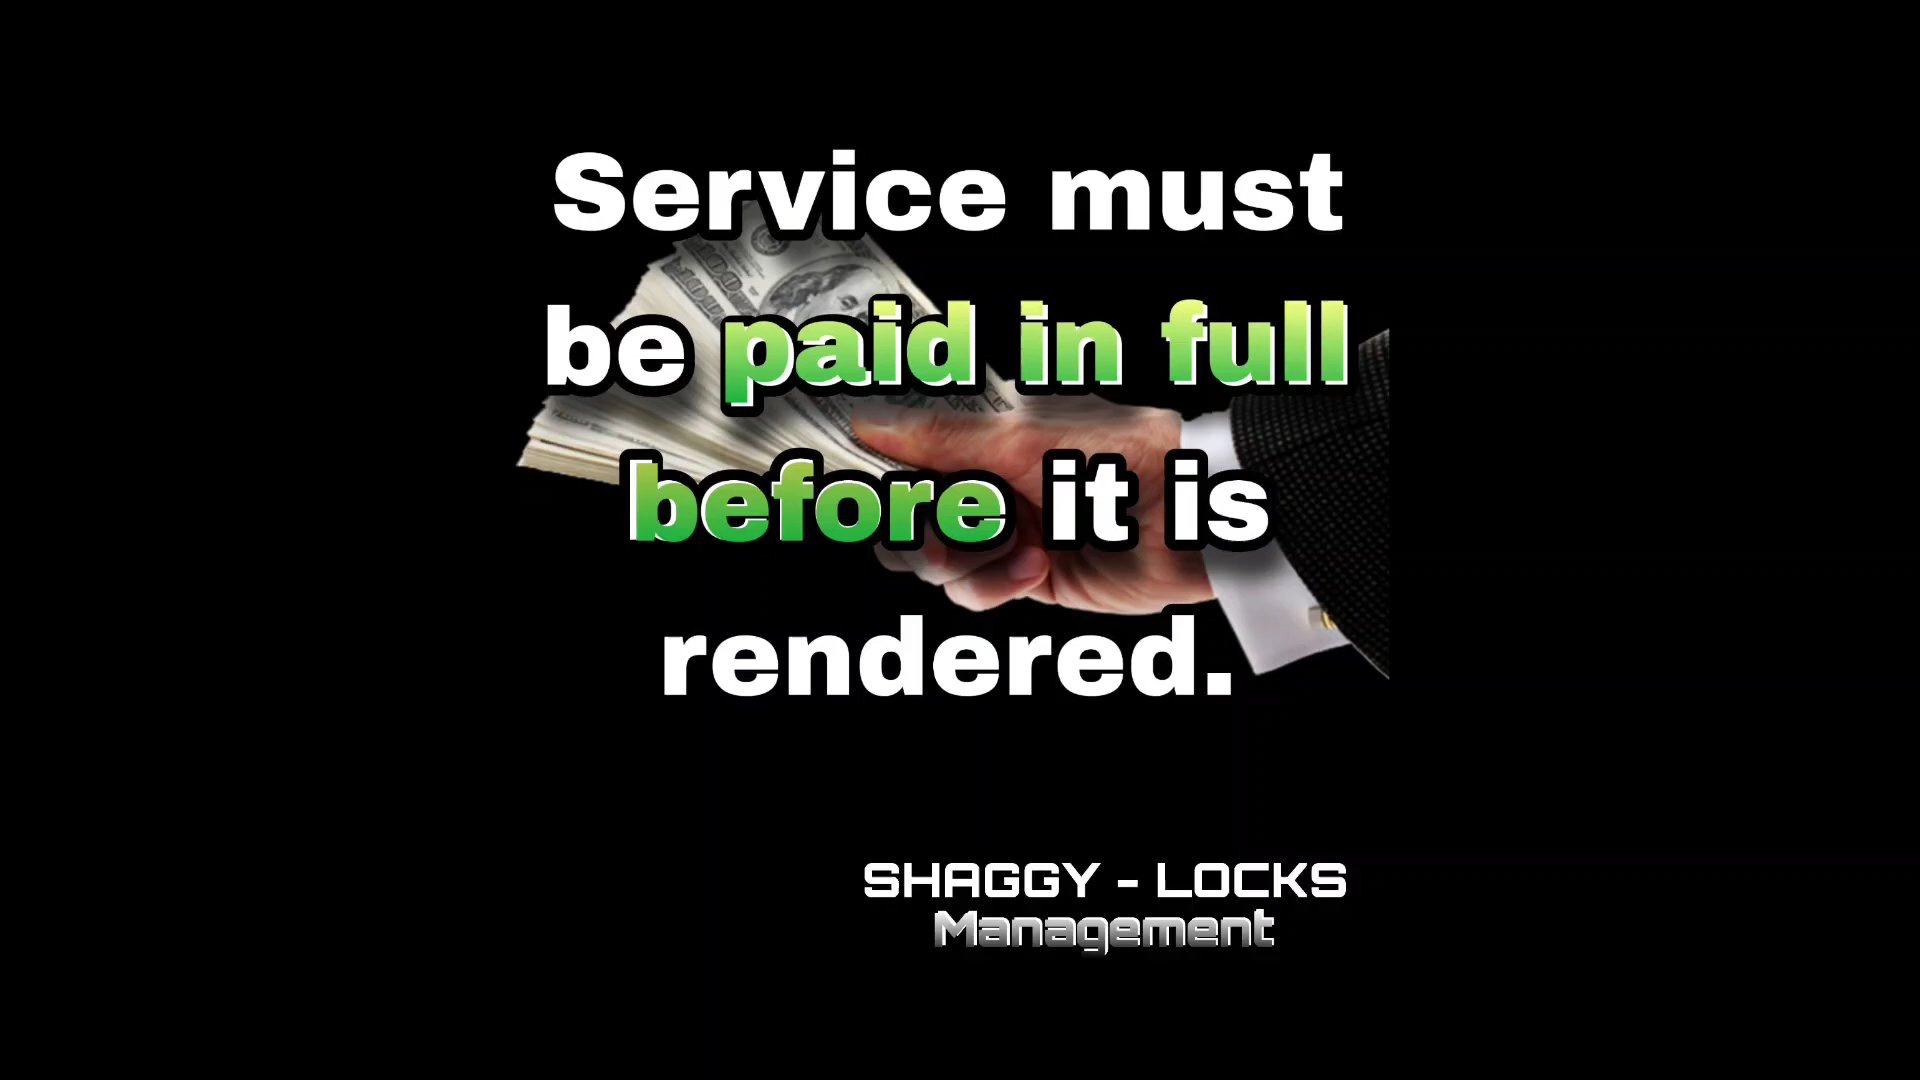 Service must
be paid in full
before it is
rendered.
SHAGGY - LOCKS
Management